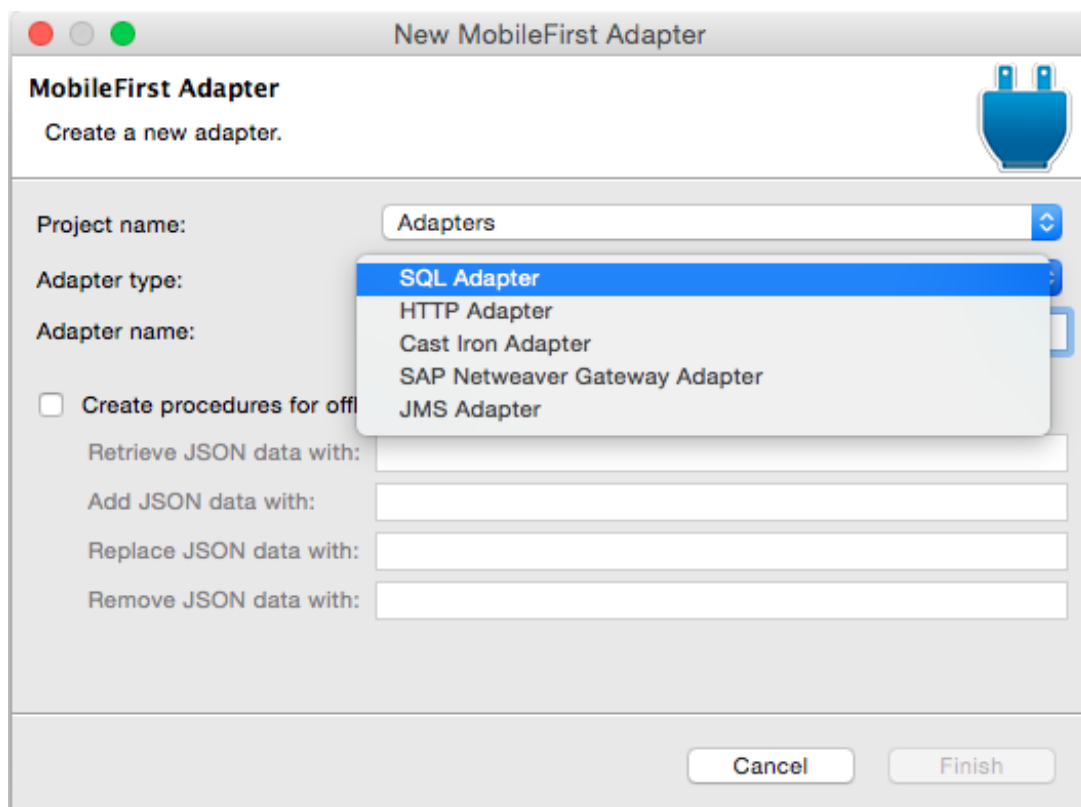 New MobileFirst Adapter
MobileFirst Adapter
Create a new adapter.
Project name: Adapters
Adapter type: SQL Adapter
HTTP Adapter
Adapter name:
Cast Iron Adapter
SAP Netweaver Gateway Adapter
Create procedures for offl
JMS Adapter
Retrieve JSON data with:
Add JSON data with:
Replace JSON data with:
Remove JSON data with:
Cancel Finish